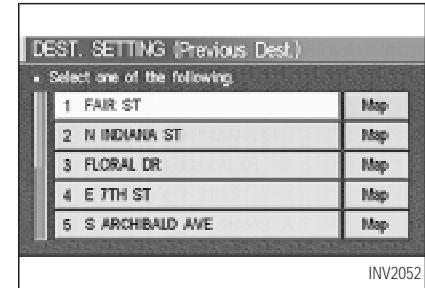 DEST. SETTING (Previous Dest.)
• Select one of the following.
1 FAIR ST Map
2 N INDIANA ST Map
3 FLORAL DR Map
4 E 7TH ST Map
5 S ARCHIBALD AVE Map
INV2052